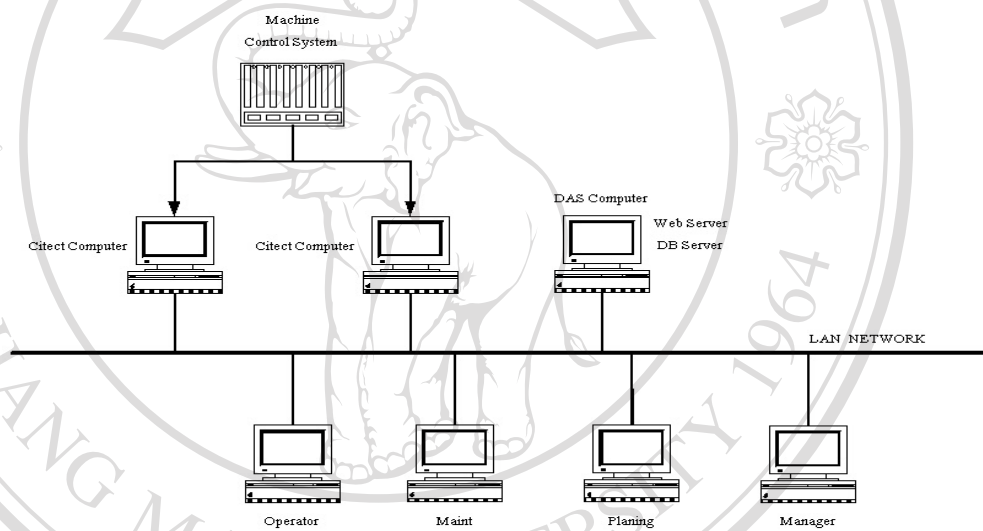 Machine
Control System
DAS Computer
Citect Computer
Citect Computer
Web Server
DB Server
LAN NETWORK
Operator
Maint
Planing
Manager
1964